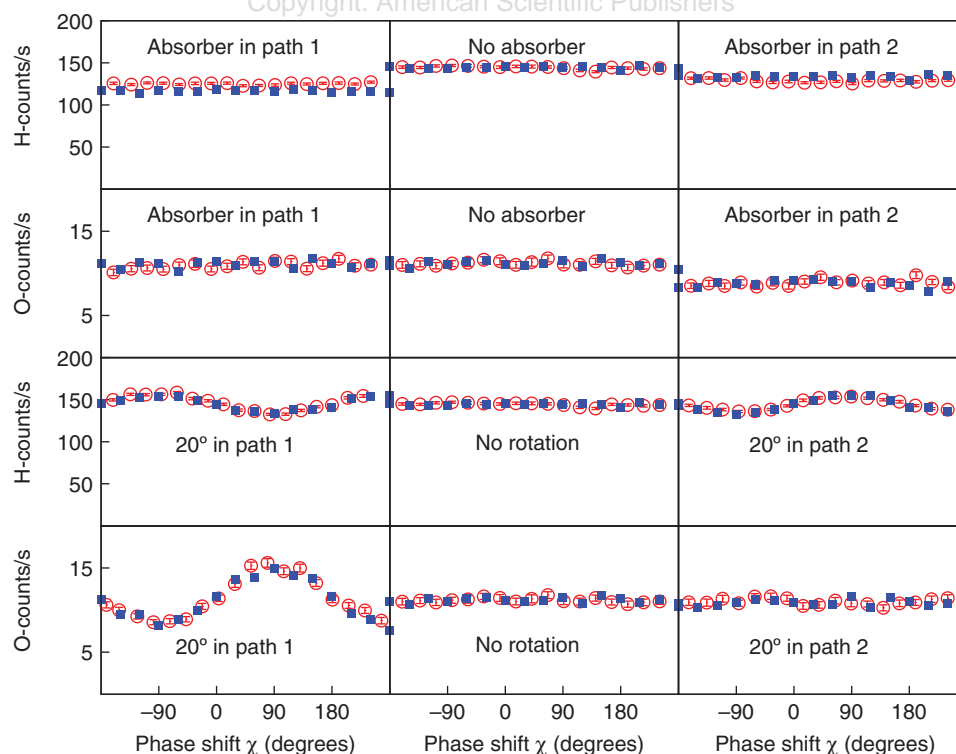 Copyright: American Scientific Publishers
200
150
100
50
H-counts/s
Absorber in path 1
No absorber
Absorber in path 2
15
5
O-counts/s
Absorber in path 1
No absorber
Absorber in path 2
200
150
100
50
H-counts/s
20° in path 1
No rotation
20° in path 2
15
5
O-counts/s
20° in path 1
No rotation
20° in path 2
−90 0 90 180 −90 0 90 180 −90 0 90 180
Phase shift χ (degrees) Phase shift χ (degrees) Phase shift χ (degrees)